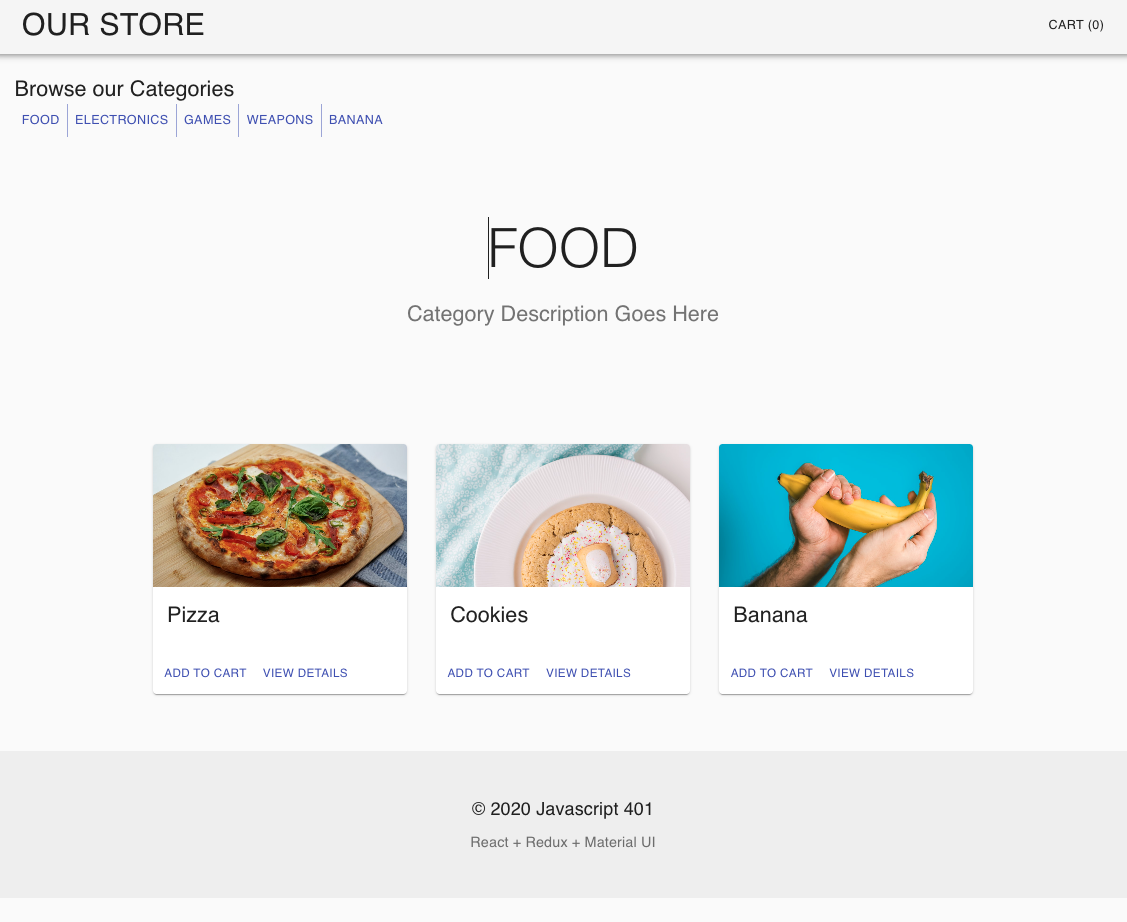 OUR STORE
CART (0)
Browse our Categories
FOOD ELECTRONICS GAMES WEAPONS BANANA
FOOD
Category Description Goes Here
Pizza Cookies Banana
ADD TO CART VIEW DETAILS ADD TO CART VIEW DETAILS ADD TO CART VIEW DETAILS
© 2020 Javascript 401
React + Redux + Material UI